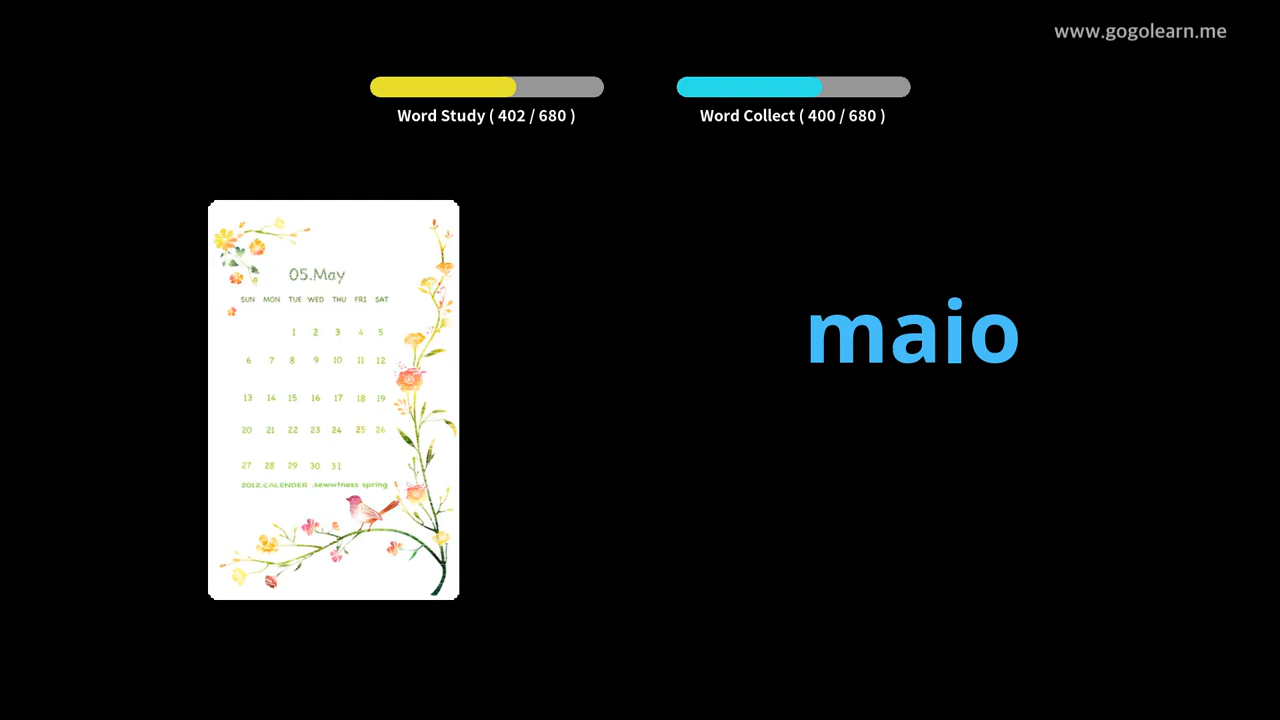 www.gogolearn.me
Word Study ( 402 / 680 )
Word Collect ( 400 / 680 )
05.May
SUN MON TUE WED THU FRI SAT
1 2 3 4 5
6 7 8 9 10 11 12
13 14 15 16 17 18 19
20 21 22 23 24 25 26
27 28 29 30 31
2012.CALENDER .sewwtness spring
maio